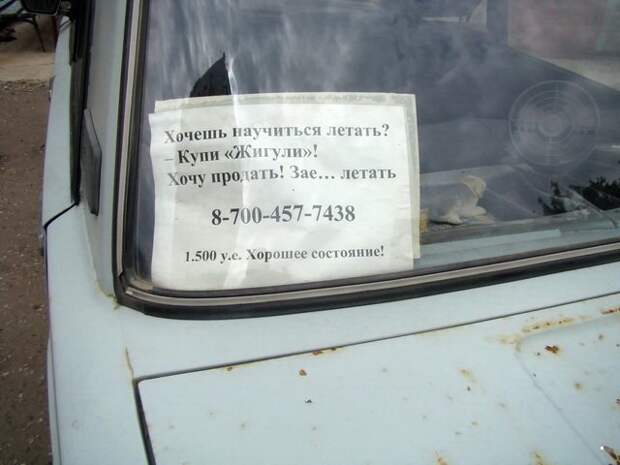 Хочешь научиться летать?
– Купи «Жигули»!
Хочу продать! Зае... летать
8-700-457-7438
1.500 у.е. Хорошее состояние!